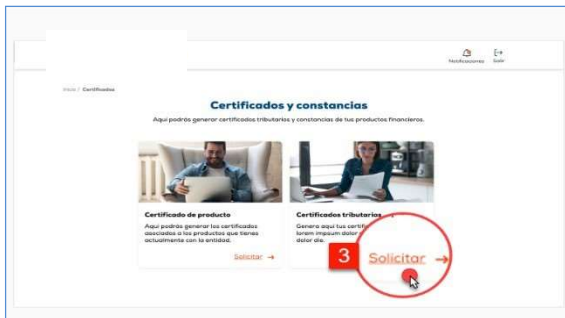 Notificaciones Salir
Inicio / Certificados
Certificados y constancias
Aquí podrás generar certificados tributarios y constancias de tus productos financieros.
Certificado de producto
Aquí podrás generar los certificados
asociados a los productos que tienes
actualmente con la entidad.
Solicitar →
Certificados tributarios
Genera aquí tus certifi
lorem impsum dolor
dolor die.
3
Solicitar →